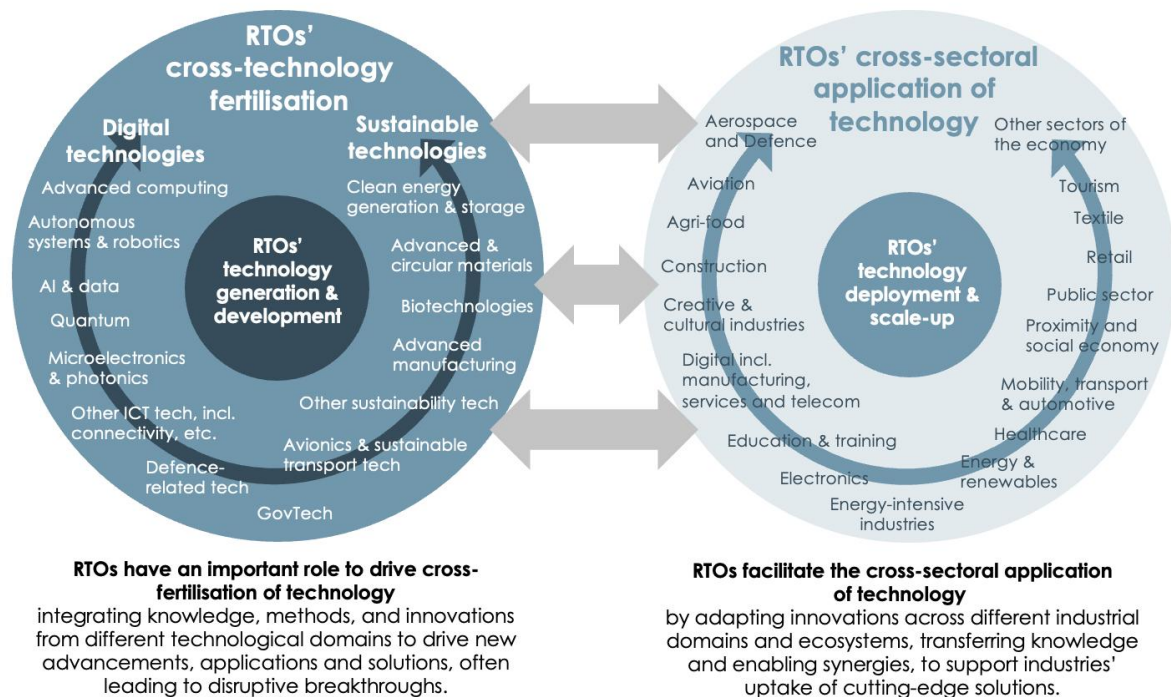 RTOs’
cross-technology
fertilisation
Digital
technologies
Sustainable
technologies
Advanced computing
Autonomous
systems & robotics
AI & data
Quantum
Microelectronics
& photonics
Other ICT tech, incl.
connectivity, etc.
Defence-
related tech
GovTech
Clean energy
generation & storage
Advanced &
circular materials
Biotechnologies
Advanced
manufacturing
Other sustainability tech
Avionics & sustainable
transport tech
RTOs’
technology
generation &
development
RTOs have an important role to drive cross-
fertilisation of technology
integrating knowledge, methods, and innovations
from different technological domains to drive new
advancements, applications and solutions, often
leading to disruptive breakthroughs.
RTOs’ cross-sectoral
application of
technology
Aerospace
and Defence
Aviation
Agri-food
Construction
Creative &
cultural industries
Digital incl.
manufacturing,
services and telecom
Education & training
Electronics
Energy-intensive
industries
Other sectors of
the economy
Tourism
Textile
Retail
Public sector
Proximity and
social economy
Mobility, transport
& automotive
Healthcare
Energy &
renewables
RTOs’
technology
deployment &
scale-up
RTOs facilitate the cross-sectoral application
of technology
by adapting innovations across different industrial
domains and ecosystems, transferring knowledge
and enabling synergies, to support industries’
uptake of cutting-edge solutions.